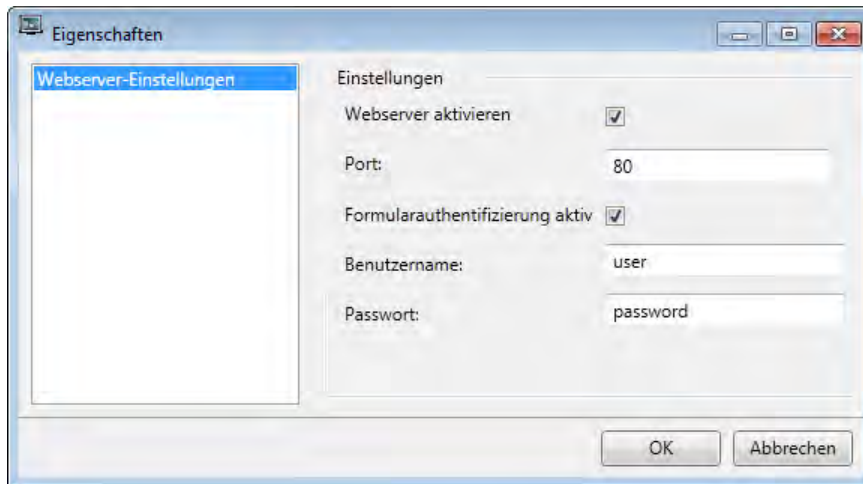 Eigenschaften
Webserver-Einstellungen
Einstellungen
Webserver aktivieren
Port: 80
Formularauthentifizierung aktiv
Benutzername: user
Passwort: password
OK Abbrechen